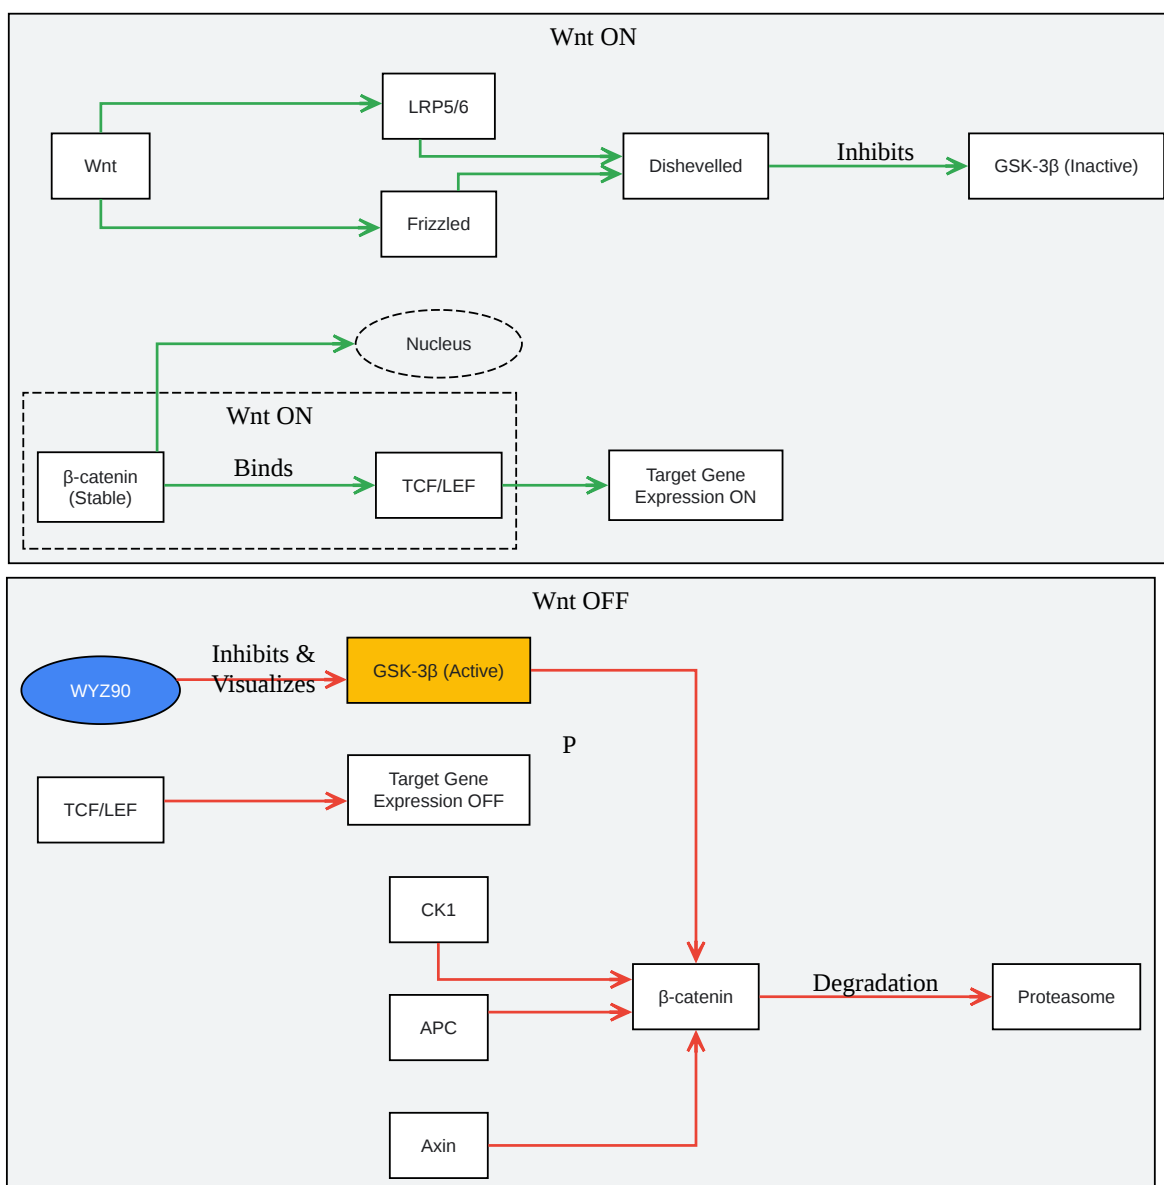 Wnt ON
LRP5/6
Wnt
Dishevelled
Inhibits
GSK-3β (Inactive)
Frizzled
Nucleus
Wnt ON
β-catenin
(Stable)
Binds
TCF/LEF
Target Gene
Expression ON
Wnt OFF
WYZ90
Inhibits &
Visualizes
GSK-3β (Active)
P
TCF/LEF
Target Gene
Expression OFF
CK1
APC
Axin
β-catenin
Degradation
Proteasome